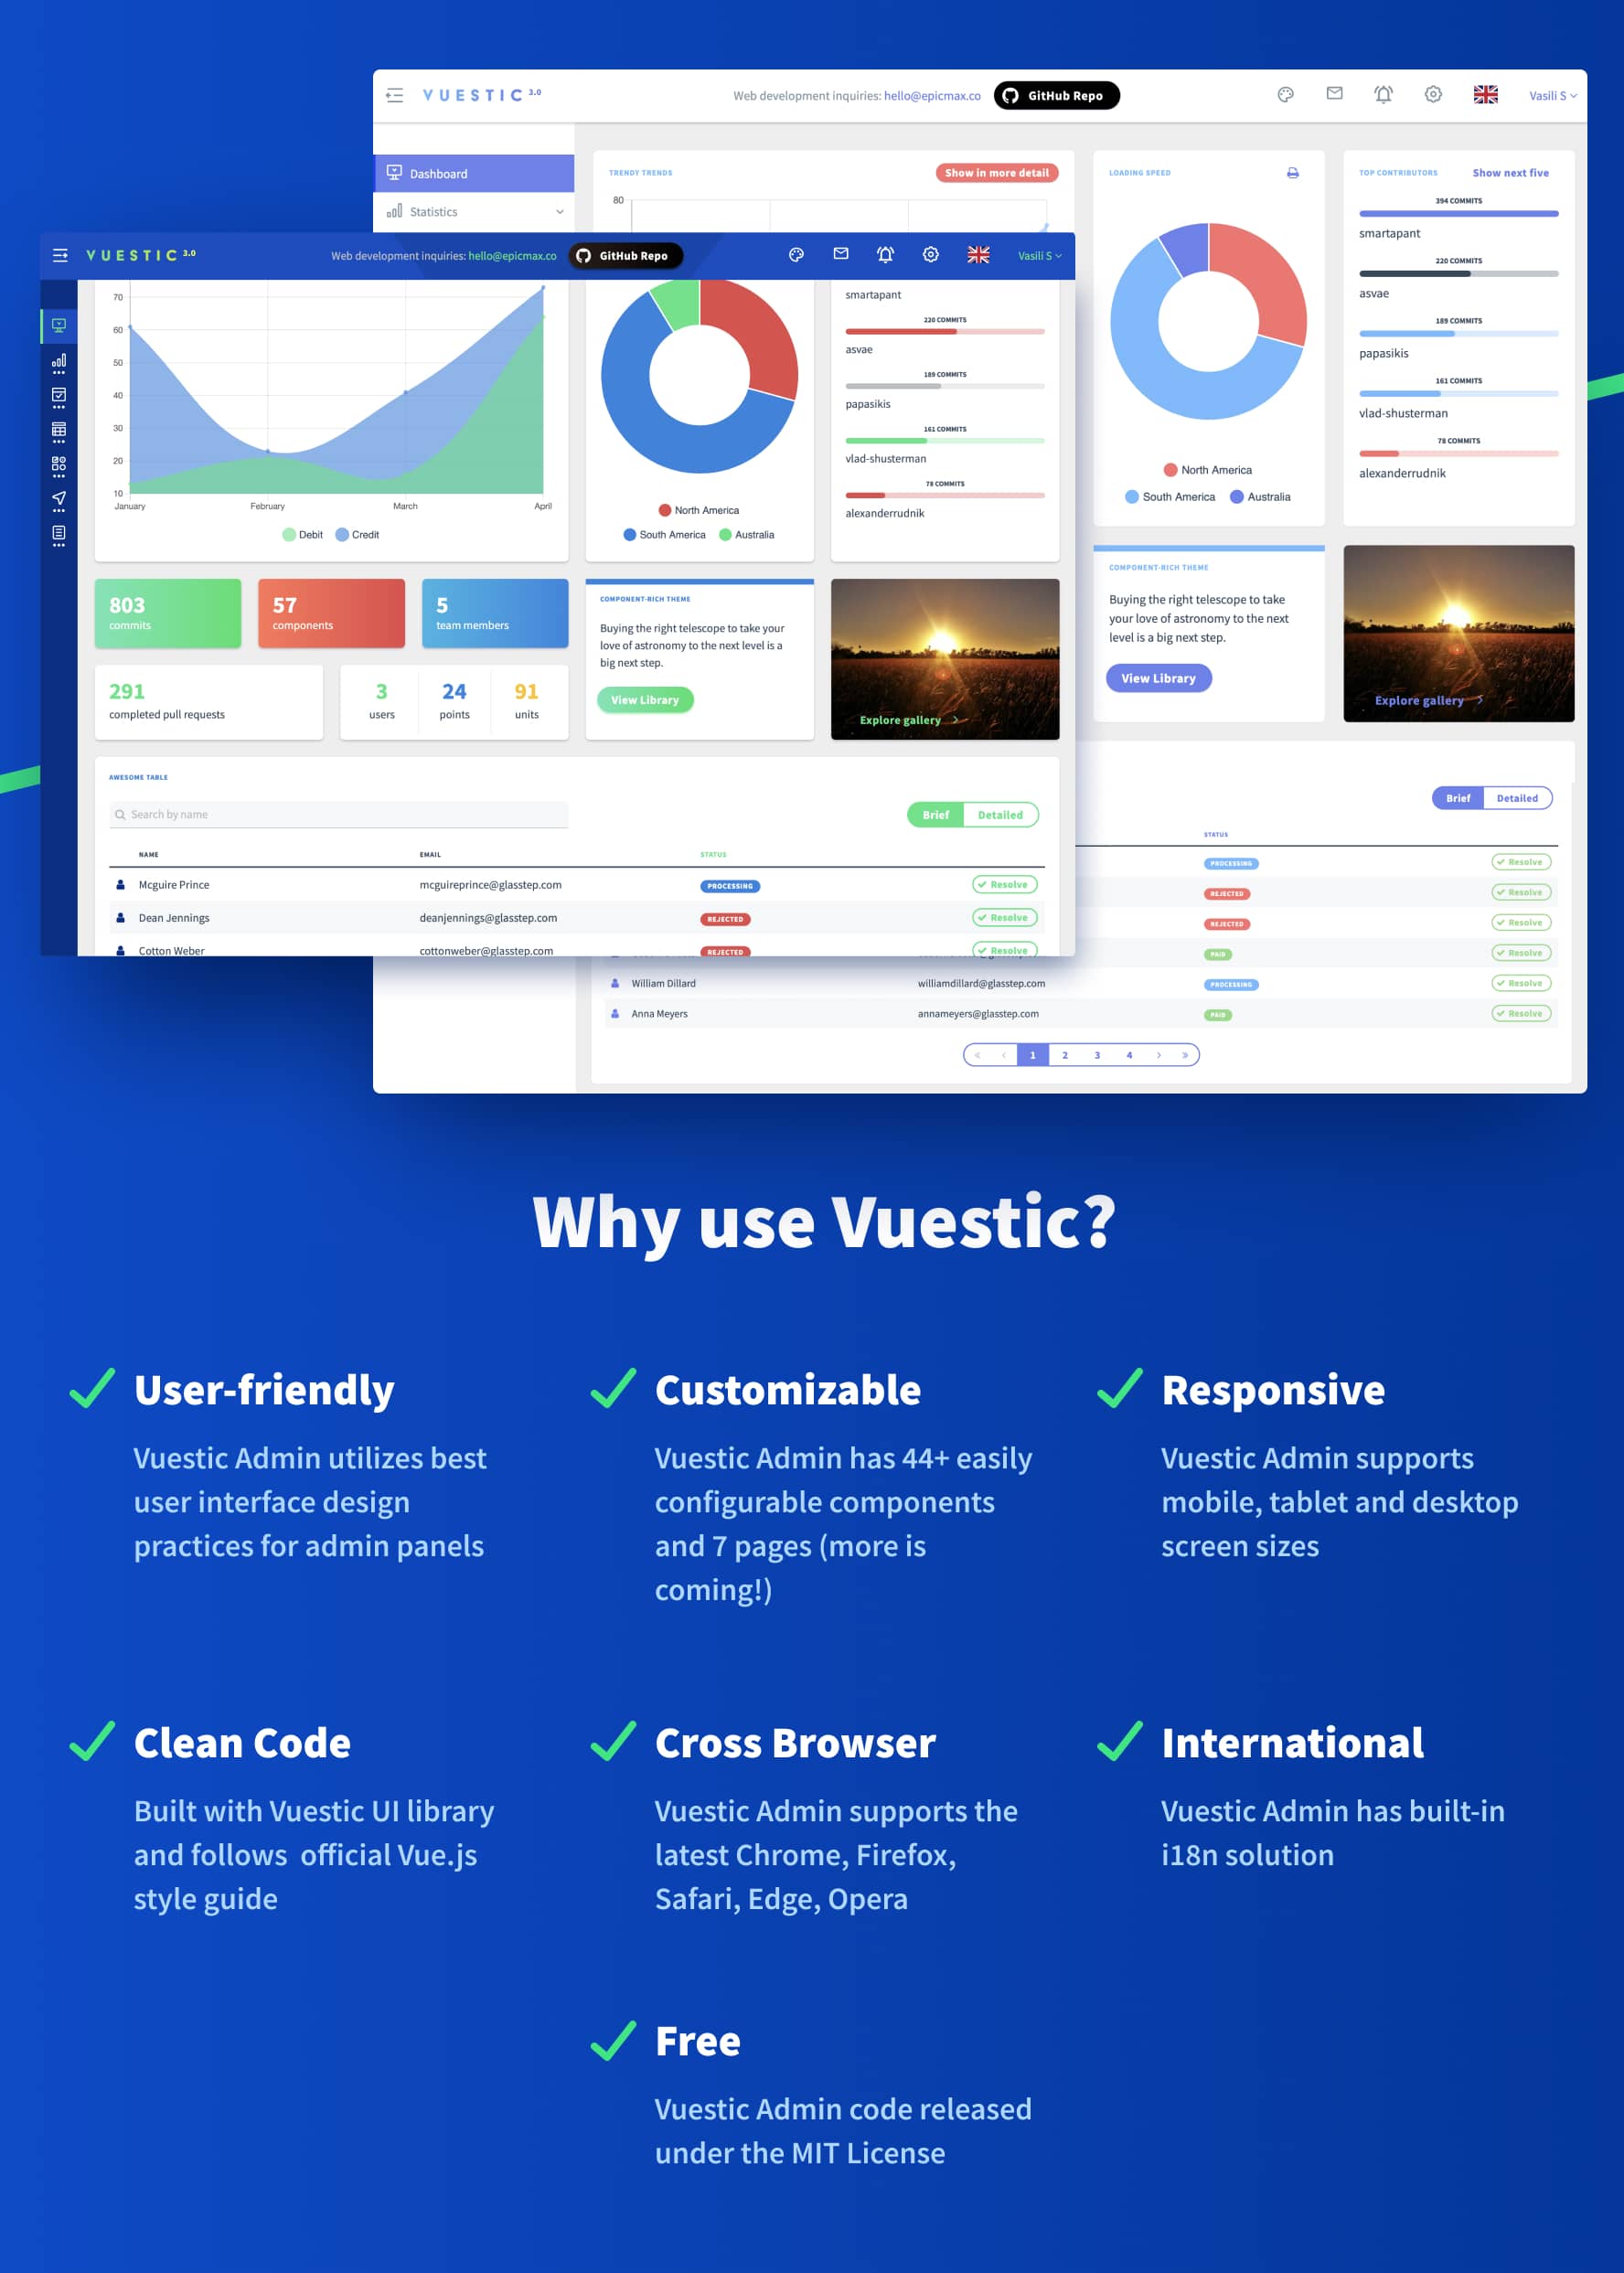 VUESTIC 3.0
Web development inquiries: hello@epicmax.co
GitHub Repo
Vasili S
Dashboard
Statistics
TRENDY TRENDS
Show in more detail
80
LOADING SPEED
North America
South America
Australia
TOP CONTRIBUTORS
Show next five
394 COMMITS
smartapant
220 COMMITS
asvae
189 COMMITS
papasikis
161 COMMITS
vlad-shusterman
78 COMMITS
alexanderrudnik
COMPONENT-RICH THEME
Buying the right telescope to take
your love of astronomy to the next
level is a big next step.
View Library
Explore gallery
Brief
Detailed
STATUS
PROCESSING
Resolve
REJECTED
Resolve
REJECTED
Resolve
PAID
Resolve
William Dillard
williamdillard@glasstep.com
PROCESSING
Resolve
Anna Meyers
annameyers@glasstep.com
PAID
Resolve
« ‹ 1 2 3 4 › »
VUESTIC 3.0
Web development inquiries: hello@epicmax.co
GitHub Repo
Vasili S
70
60
50
40
30
20
10
January
February
March
April
Debit
Credit
North America
South America
Australia
smartapant
220 COMMITS
asvae
189 COMMITS
papasikis
161 COMMITS
vlad-shusterman
78 COMMITS
alexanderrudnik
803
commits
57
components
5
team members
291
completed pull requests
3
users
24
points
91
units
COMPONENT-RICH THEME
Buying the right telescope to take your
love of astronomy to the next level is a
big next step.
View Library
Explore gallery
AWESOME TABLE
Search by name
Brief
Detailed
NAME
EMAIL
STATUS
Mcguire Prince
mcguireprince@glasstep.com
PROCESSING
Resolve
Dean Jennings
deanjennings@glasstep.com
REJECTED
Resolve
Cotton Weber
cottonweber@glasstep.com
REJECTED
Resolve
Why use Vuestic?
User-friendly
Vuestic Admin utilizes best
user interface design
practices for admin panels
Customizable
Vuestic Admin has 44+ easily
configurable components
and 7 pages (more is
coming!)
Responsive
Vuestic Admin supports
mobile, tablet and desktop
screen sizes
Clean Code
Built with Vuestic UI library
and follows  official Vue.js
style guide
Cross Browser
Vuestic Admin supports the
latest Chrome, Firefox,
Safari, Edge, Opera
International
Vuestic Admin has built-in
i18n solution
Free
Vuestic Admin code released
under the MIT License